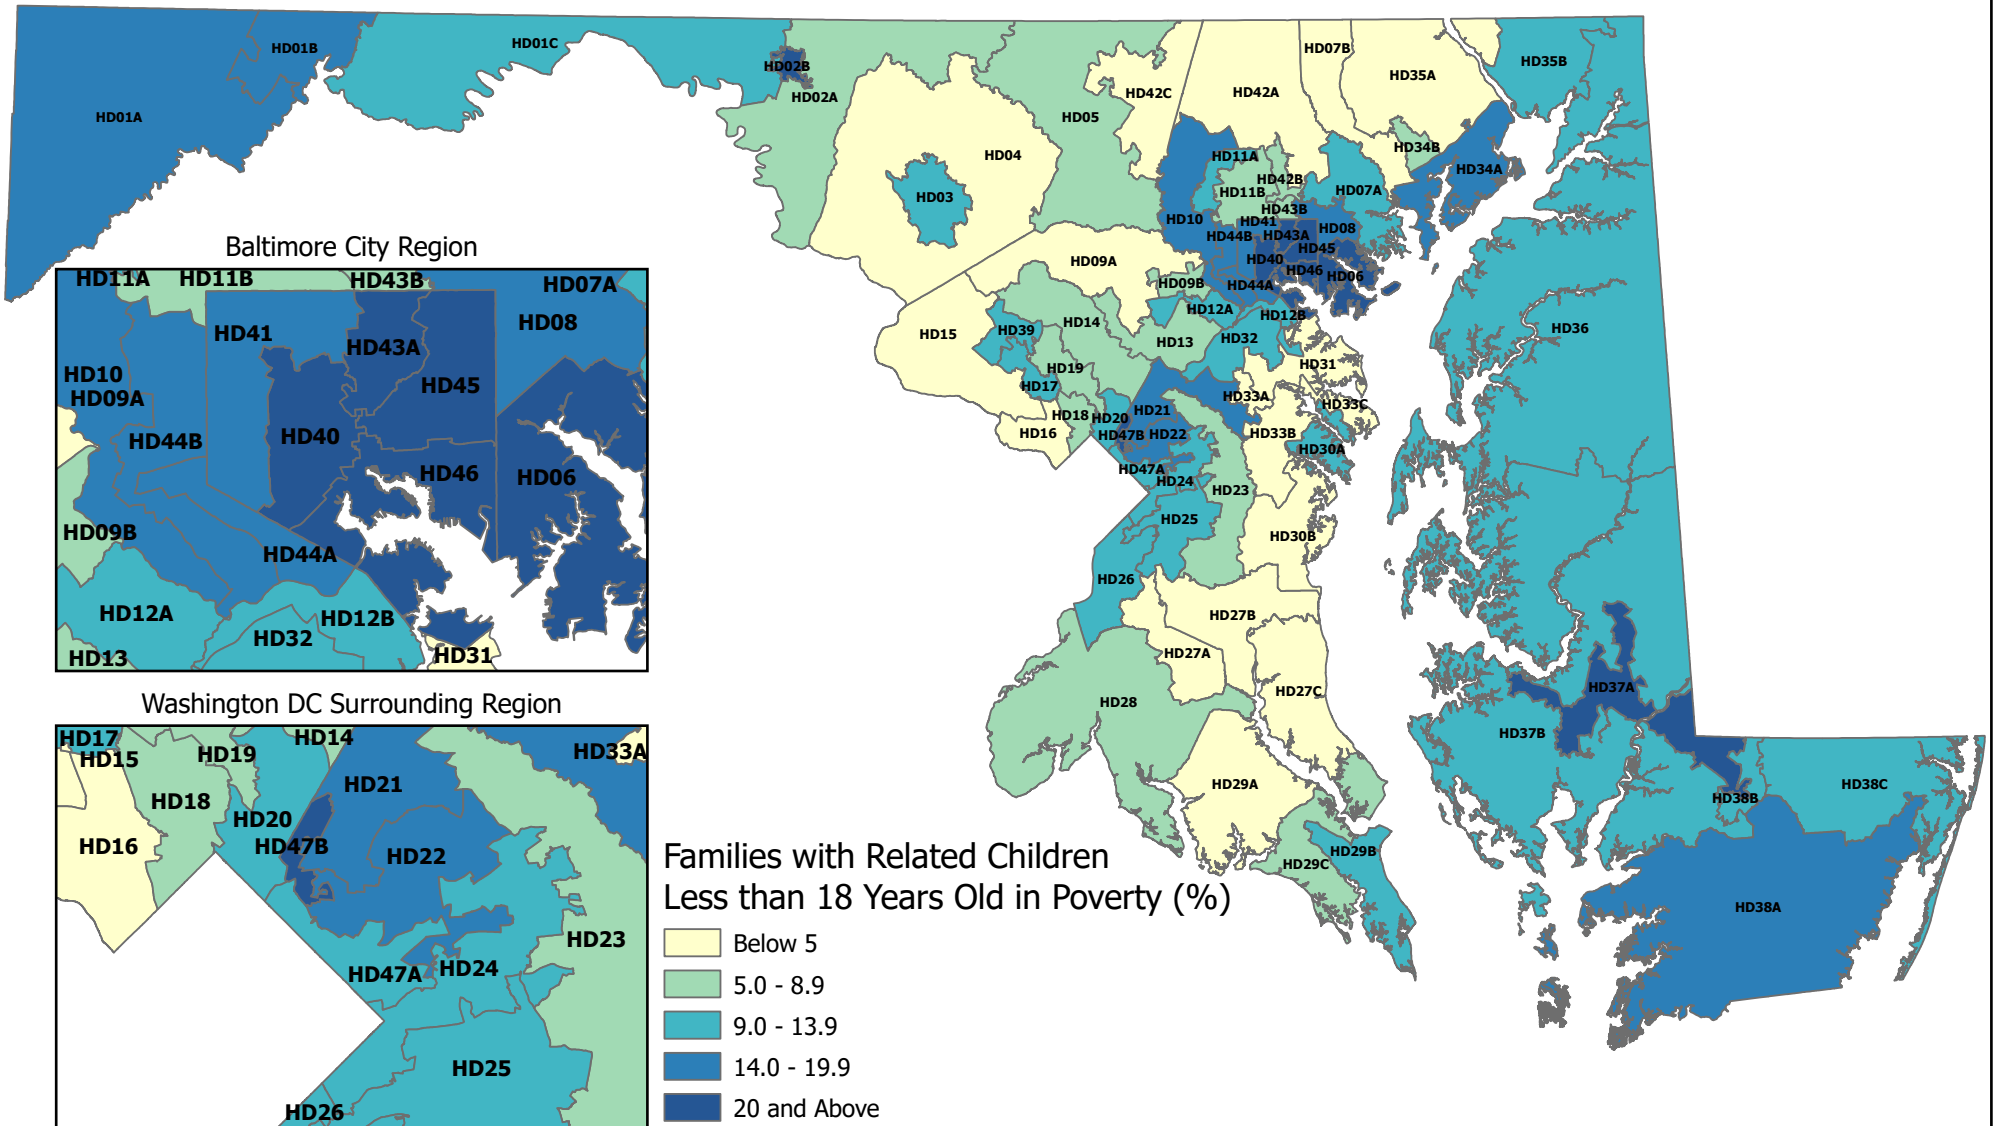 HD01A
HD01B
HD01C
HD02B
HD02A
HD03
HD04
HD05
HD42C
HD42A
HD07B
HD35A
HD35B
HD34B
HD34A
HD11A
HD42B
HD11B
HD07A
HD43B
HD10
HD41
HD08
HD44B
HD43A
HD45
HD40
HD46
HD06
HD44A
HD09A
HD09B
HD12A
HD12B
HD15
HD39
HD14
HD13
HD32
HD31
HD19
HD17
HD33A
HD33C
HD18
HD20
HD21
HD16
HD47B
HD22
HD33B
HD30A
HD47A
HD24
HD23
HD25
HD30B
HD26
HD27B
HD27A
HD27C
HD28
HD29A
HD29B
HD29C
HD36
HD37A
HD37B
HD38B
HD38C
HD38A
Baltimore City Region
HD11A
HD11B
HD43B
HD07A
HD41
HD08
HD43A
HD10
HD09A
HD45
HD44B
HD40
HD46
HD06
HD09B
HD44A
HD12A
HD12B
HD32
HD13
HD31
Washington DC Surrounding Region
HD17
HD15
HD19
HD14
HD33A
HD18
HD21
HD20
HD16
HD47B
HD22
HD23
HD47A
HD24
HD25
HD26
Families with Related Children
Less than 18 Years Old in Poverty (%)
Below 5
5.0 - 8.9
9.0 - 13.9
14.0 - 19.9
20 and Above